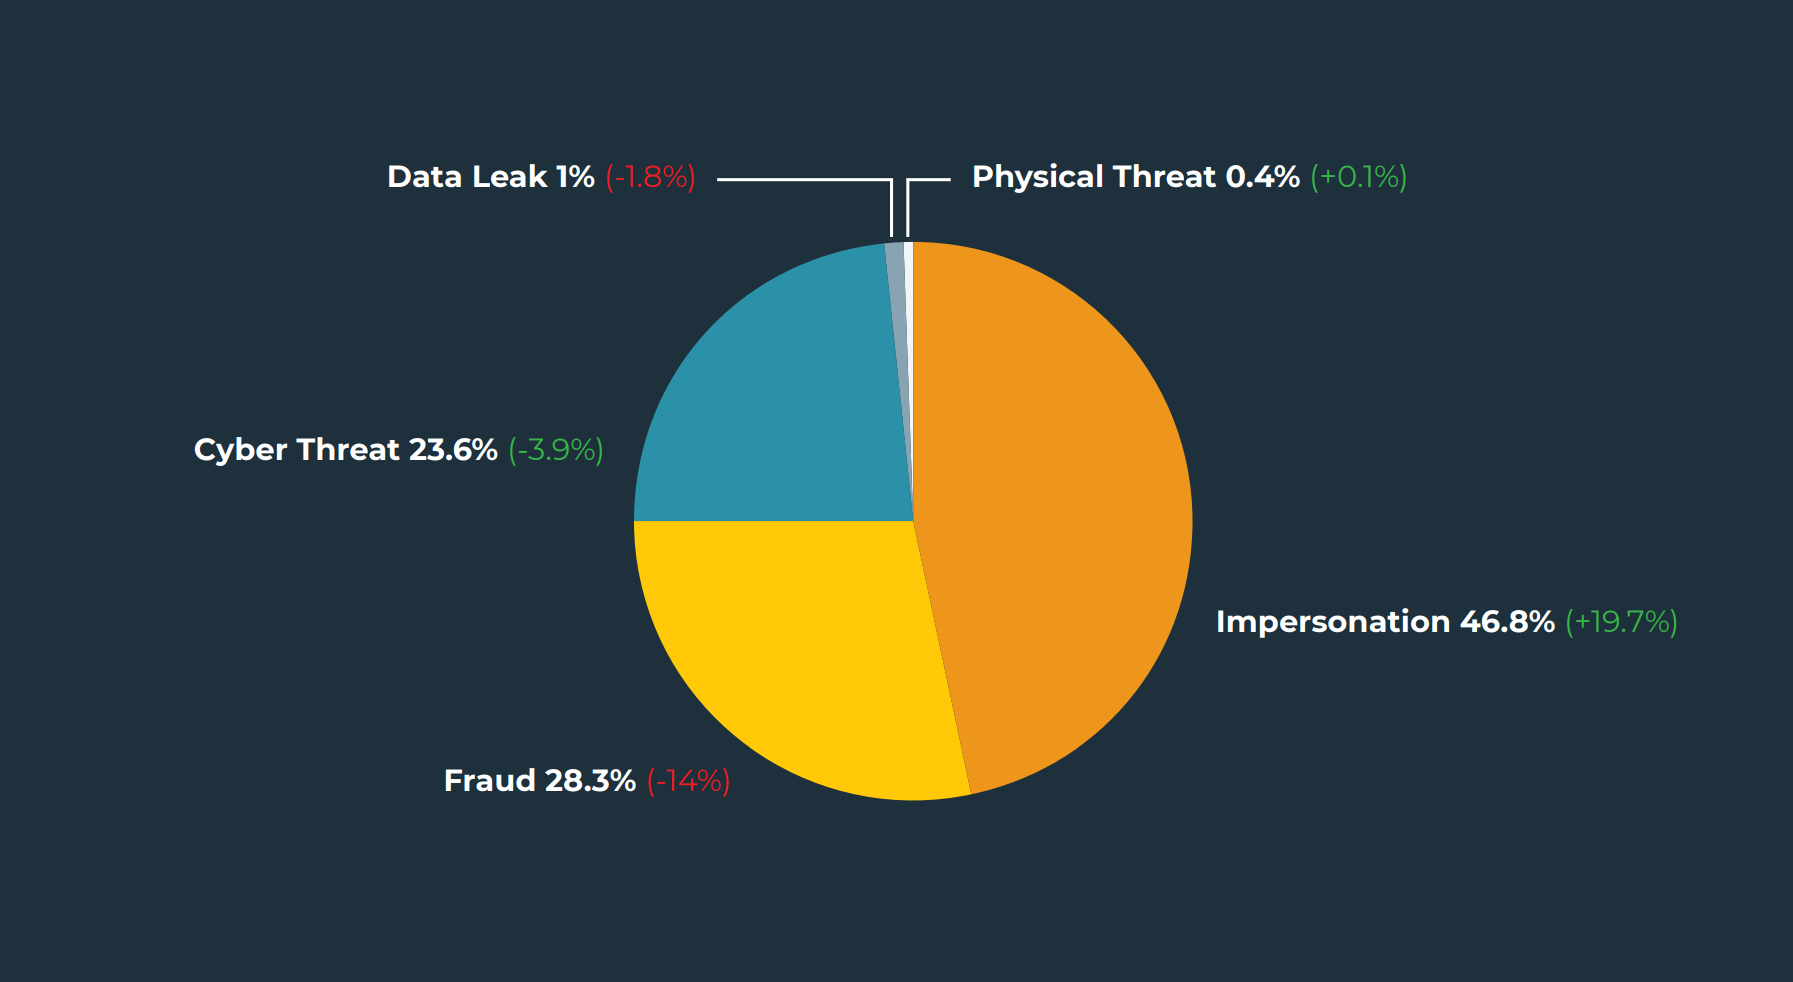 Data Leak 1% (-1.8%)
Physical Threat 0.4% (+0.1%)
Cyber Threat 23.6% (-3.9%)
Impersonation 46.8% (+19.7%)
Fraud 28.3% (-14%)